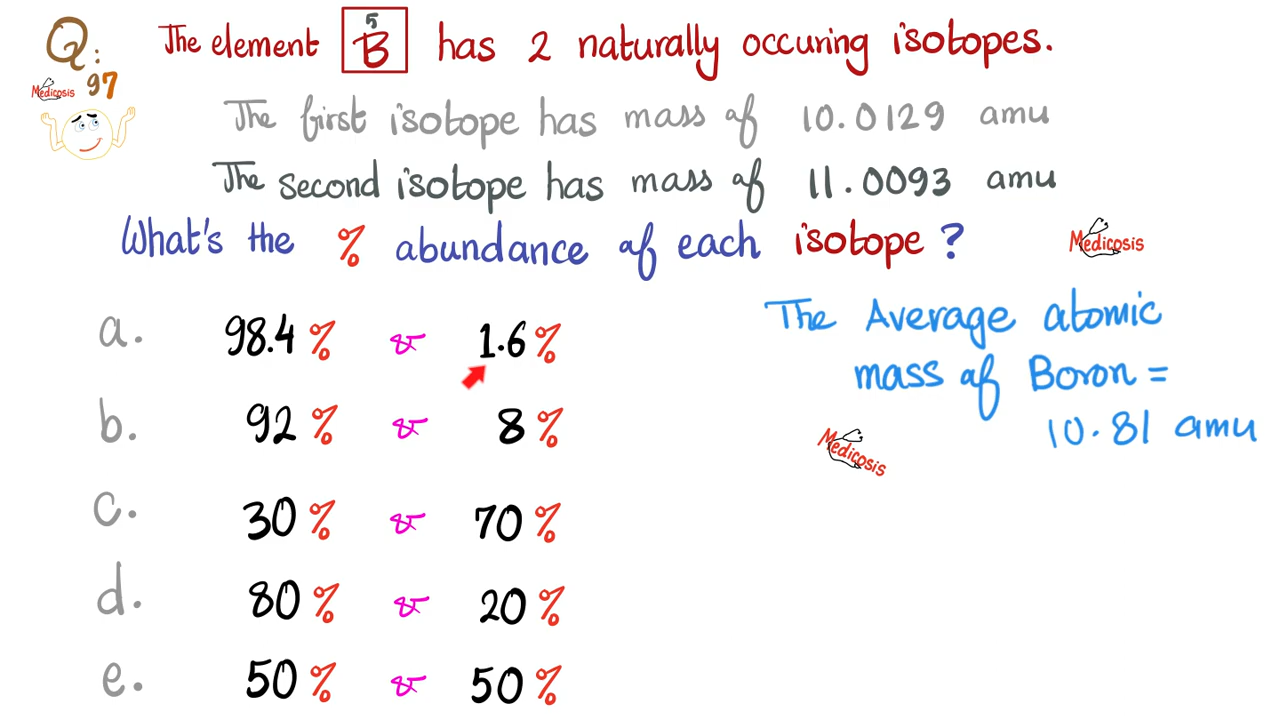 Q: 97
Medicosis
The element 5 B has 2 naturally occuring isotopes.
The first isotope has mass of 10.0129 amu
The second isotope has mass of 11.0093 amu
What's the % abundance of each isotope?
Medicosis
The Average atomic
mass of Boron =
10.81 amu
Medicosis
a. 98.4 % & 1.6 %
b. 92 % & 8 %
c. 30 % & 70 %
d. 80 % & 20 %
e. 50 % & 50 %